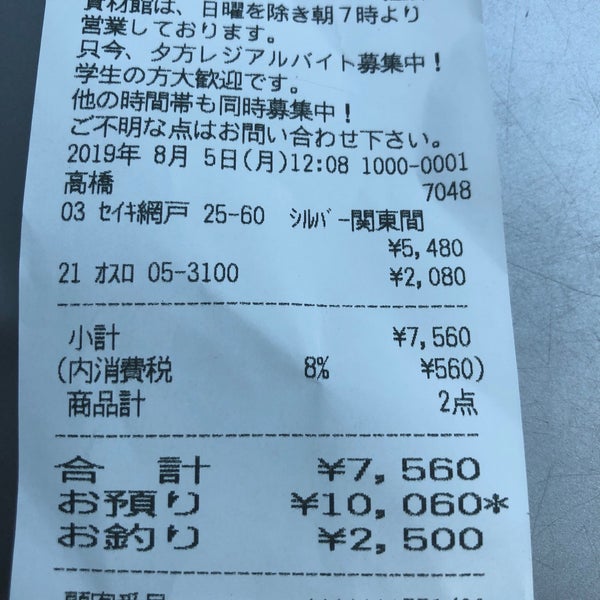 資材館は、日曜を除き朝7時より
営業しております。
只今、夕方レジアルバイト募集中!
学生の方大歓迎です。
他の時間帯も同時募集中!
ご不明な点はお問い合わせ下さい。
2019年 8月 5日(月)12:08 1000-0001
高橋 7048
03 セイキ網戸 25-60 シルバー関東間
¥5,480
21 オスロ 05-3100 ¥2,080
小計 ¥7,560
(内消費税 8% ¥560)
商品計 2点
合 計 ¥7,560
お預り ¥10,060*
お釣り ¥2,500